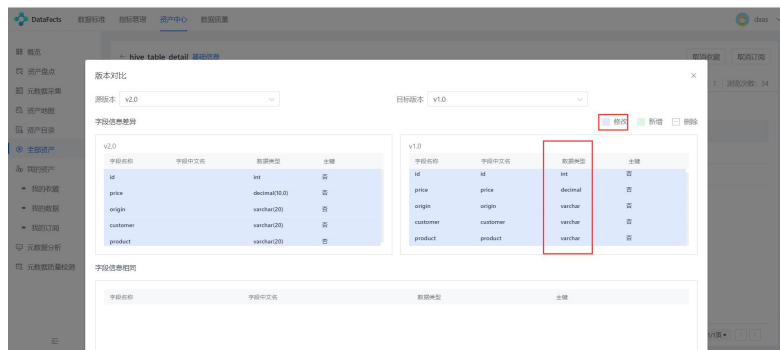 DataFacts 数据标准 指标管理 资产中心 数据质量 daas
概览
← hive_table_detail 基础信息 取消收藏 取消订阅
资产盘点
版本对比 ×
浏览次数: 34
元数据采集
源版本 v2.0 目标版本 v1.0
资产地图
字段信息差异 修改 新增 删除
资产目录
全部资产
v2.0 v1.0
字段名称 字段中文名 数据类型 主键 字段名称 字段中文名 数据类型 主键
我的资产
id int 否 id id int 否
我的收藏
price decimal(10,0) 否 price price decimal 否
我的数据
origin varchar(20) 否 origin origin varchar 否
我的订阅
customer varchar(20) 否 customer customer varchar 否
元数据分析
product varchar(20) 否 product product varchar 否
元数据质量检测
字段信息相同
字段名称 字段中文名 数据类型 主键